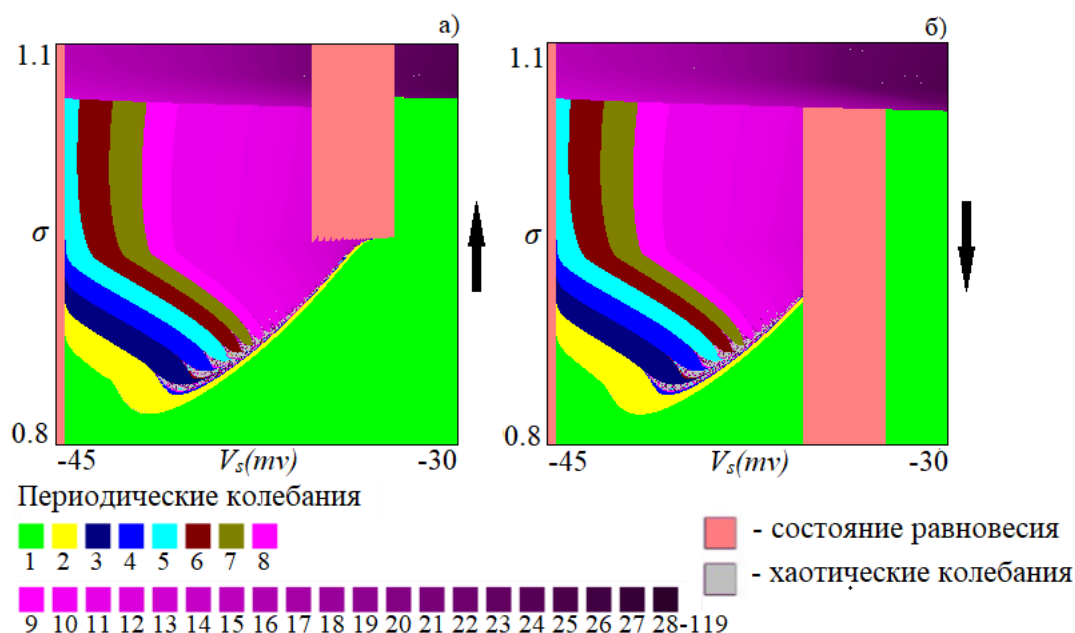 а)
1.1
σ
0.8
-45
V_s(mv)
-30
б)
1.1
σ
0.8
-45
V_s(mv)
-30
Периодические колебания
1 2 3 4 5 6 7 8
9 10 11 12 13 14 15 16 17 18 19 20 21 22 23 24 25 26 27 28-119
- состояние равновесия
- хаотические колебания